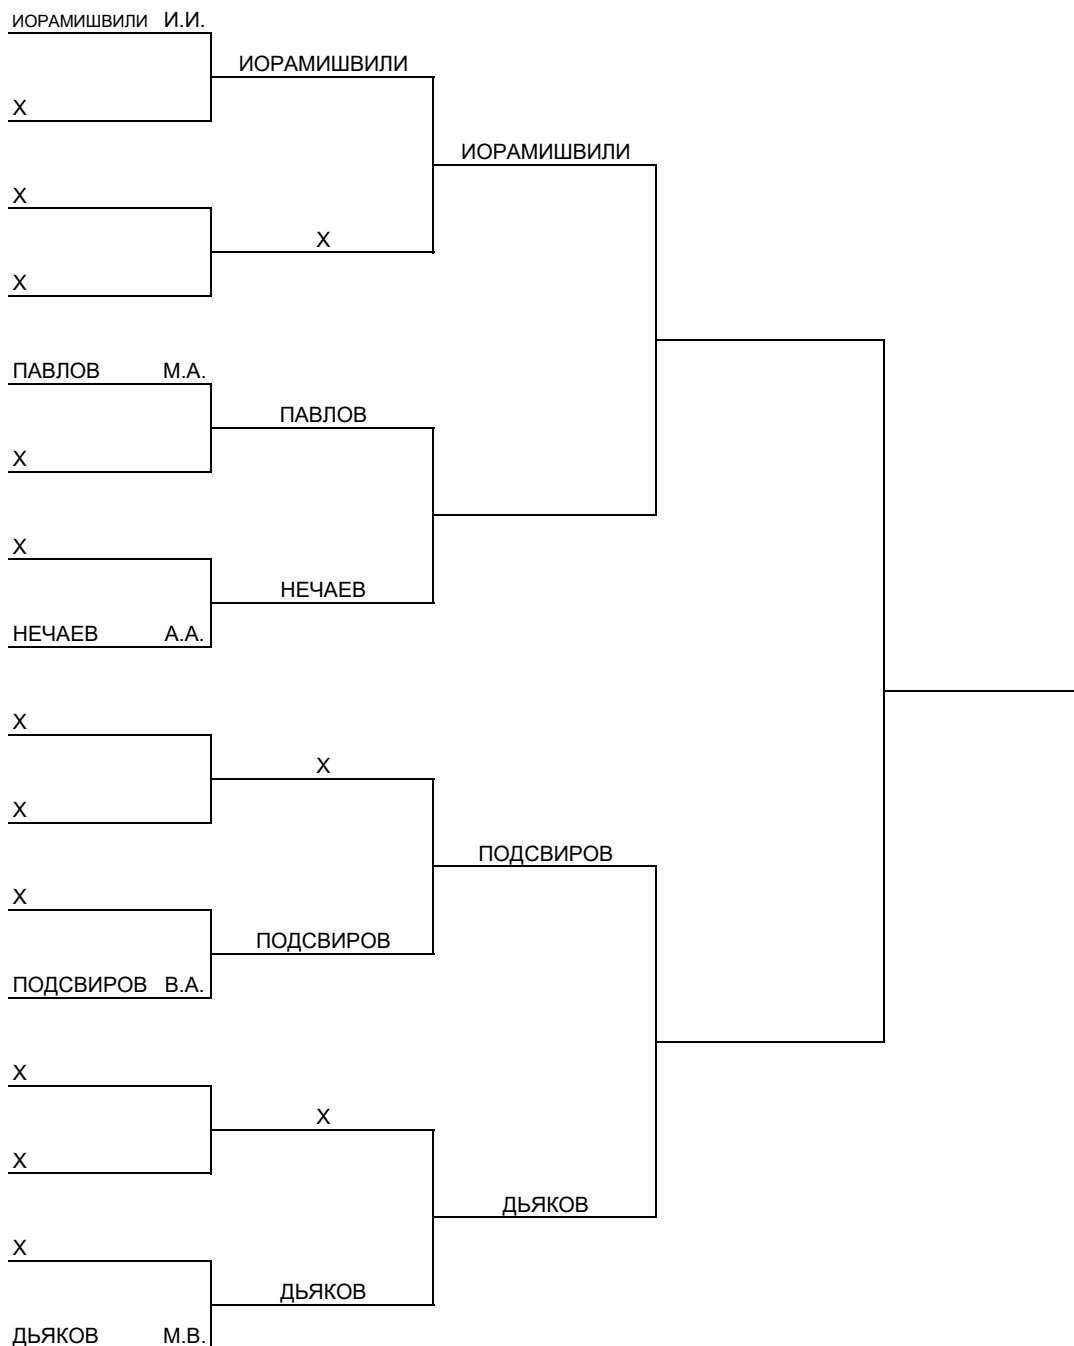 ИОРАМИШВИЛИ И.И.
ИОРАМИШВИЛИ
Х
ИОРАМИШВИЛИ
Х
Х
Х
ПАВЛОВ М.А.
ПАВЛОВ
Х
Х
НЕЧАЕВ
НЕЧАЕВ А.А.
Х
Х
Х
ПОДСВИРОВ
Х
ПОДСВИРОВ
ПОДСВИРОВ В.А.
Х
Х
Х
ДЬЯКОВ
Х
ДЬЯКОВ
ДЬЯКОВ М.В.